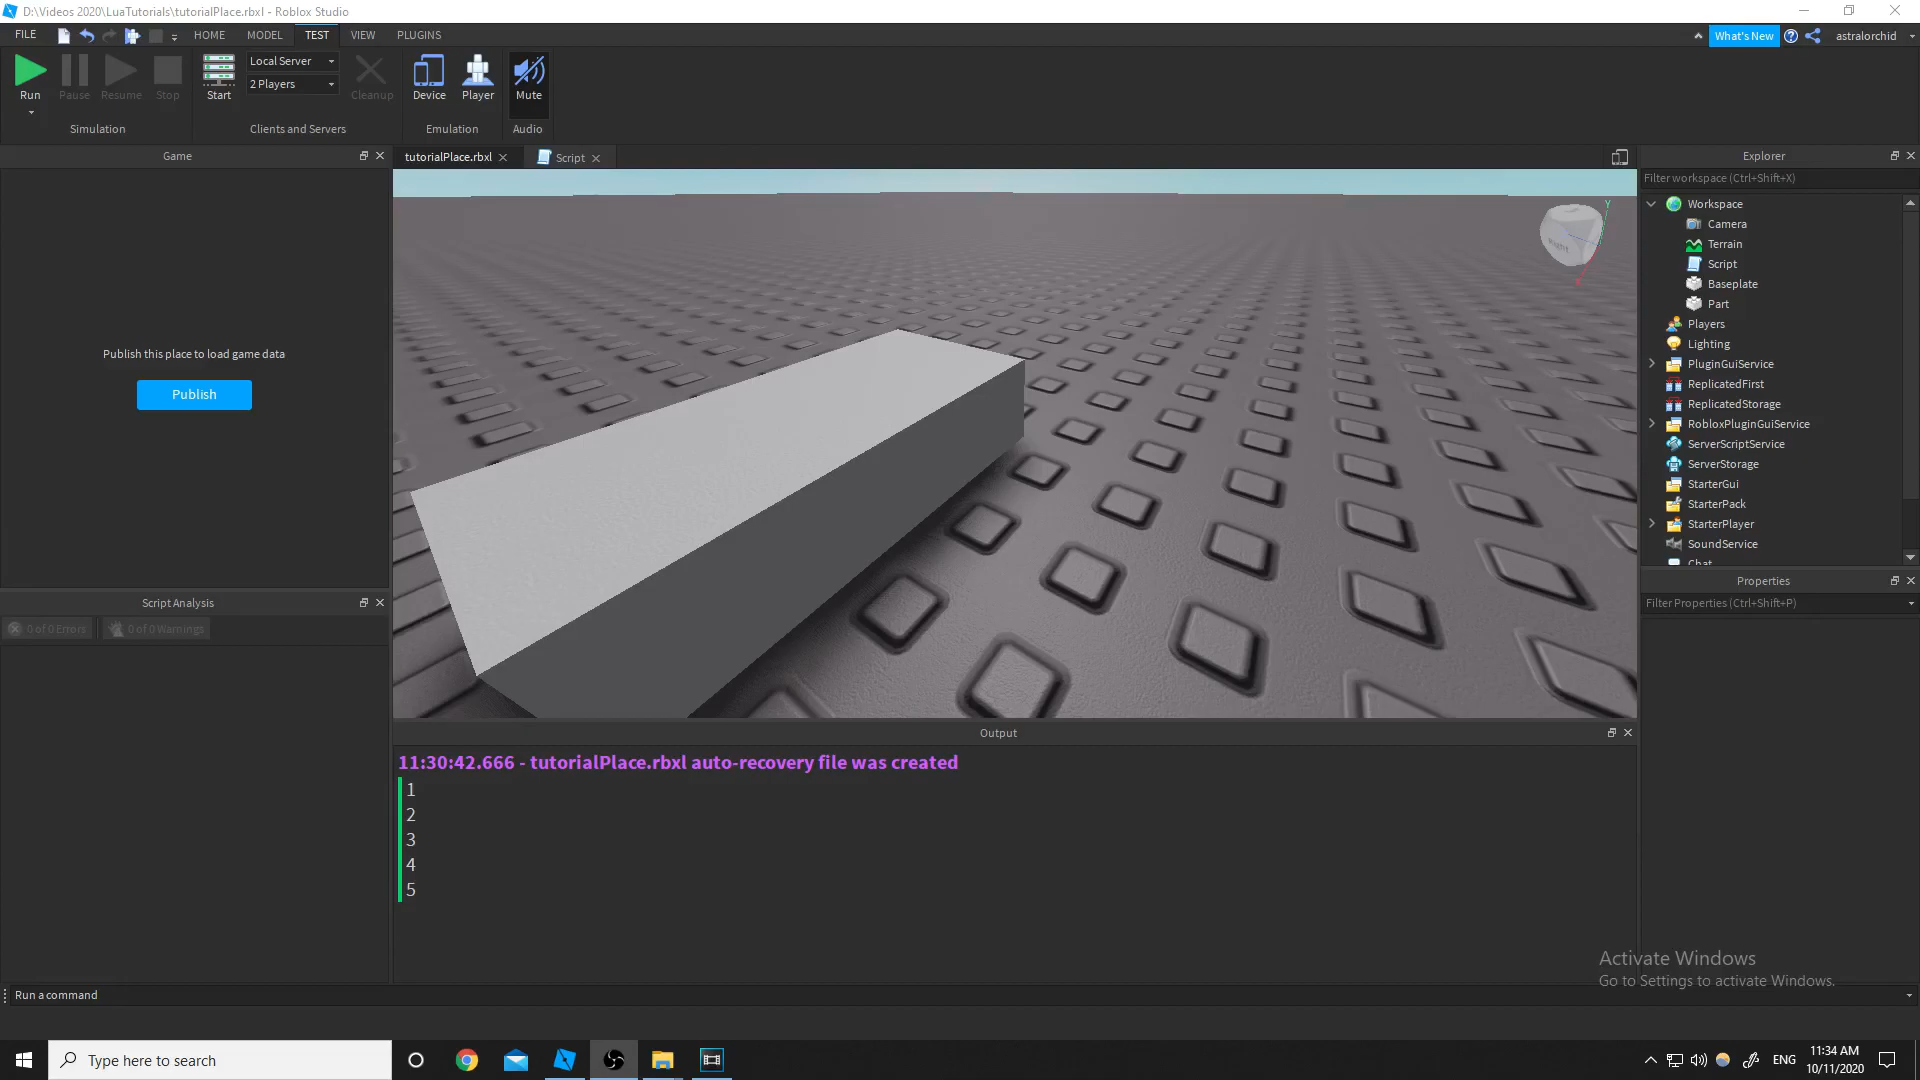 D:\Videos 2020\LuaTutorials\tutorialPlace.rbxl - Roblox Studio
FILE
HOME
MODEL
TEST
VIEW
PLUGINS
What's New
astralorchid
Run
Pause
Resume
Stop
Simulation
Start
Local Server
2 Players
Cleanup
Clients and Servers
Device
Player
Emulation
Mute
Audio
Game
Publish this place to load game data
Publish
Script Analysis
0 of 0 Errors
0 of 0 Warnings
tutorialPlace.rbxl
Script
Right
Y
X
Output
11:30:42.666 - tutorialPlace.rbxl auto-recovery file was created
1
2
3
4
5
Explorer
Filter workspace (Ctrl+Shift+X)
Workspace
Camera
Terrain
Script
Baseplate
Part
Players
Lighting
PluginGuiService
ReplicatedFirst
ReplicatedStorage
RobloxPluginGuiService
ServerScriptService
ServerStorage
StarterGui
StarterPack
StarterPlayer
SoundService
Chat
Properties
Filter Properties (Ctrl+Shift+P)
Activate Windows
Go to Settings to activate Windows.
Run a command
Type here to search
ENG
11:34 AM
10/11/2020